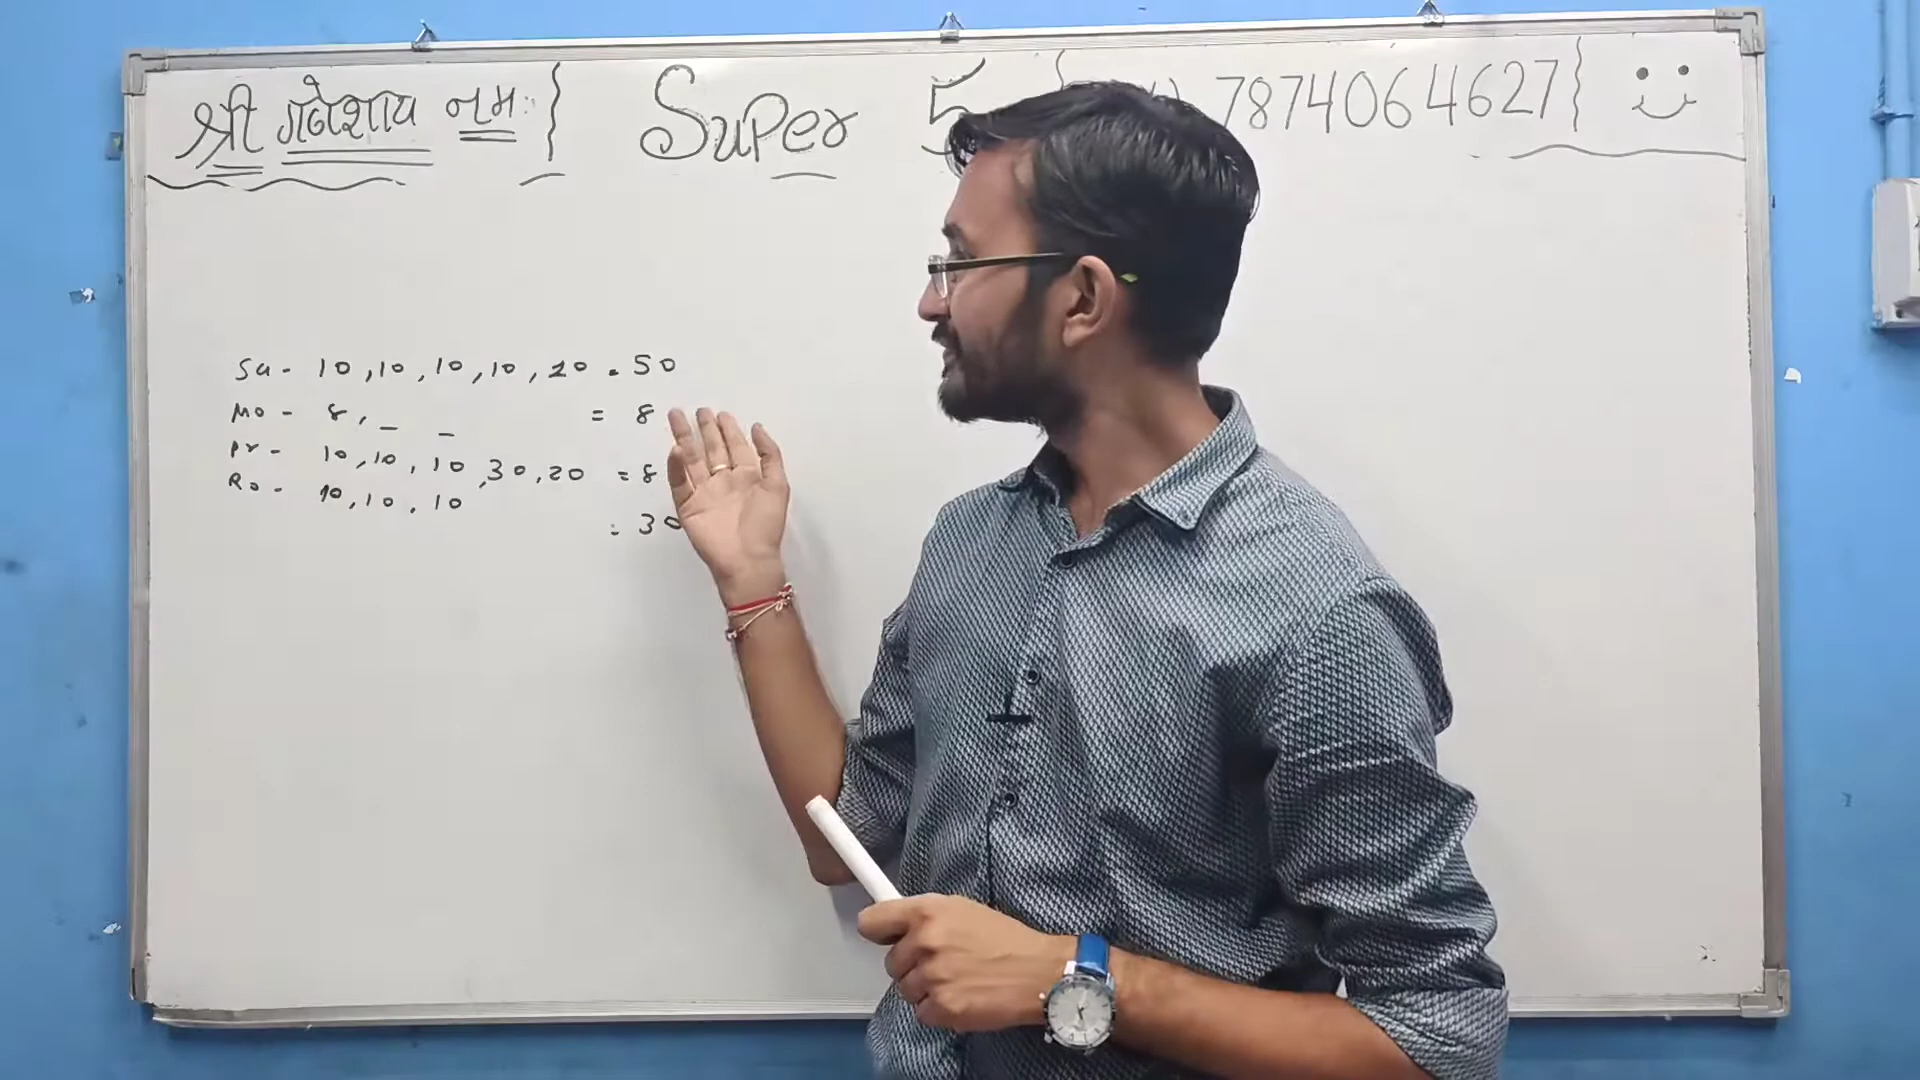 श्री गणेशाय नमः } Super 5 { 7874064627 }
Su - 10 , 10 , 10 , 10 , 10 = 50
Mo - 8 , _ _ = 8
Pr - 10 , 10 , 10 , 30 , 20 = 8
Ro - 10 , 10 , 10
= 30